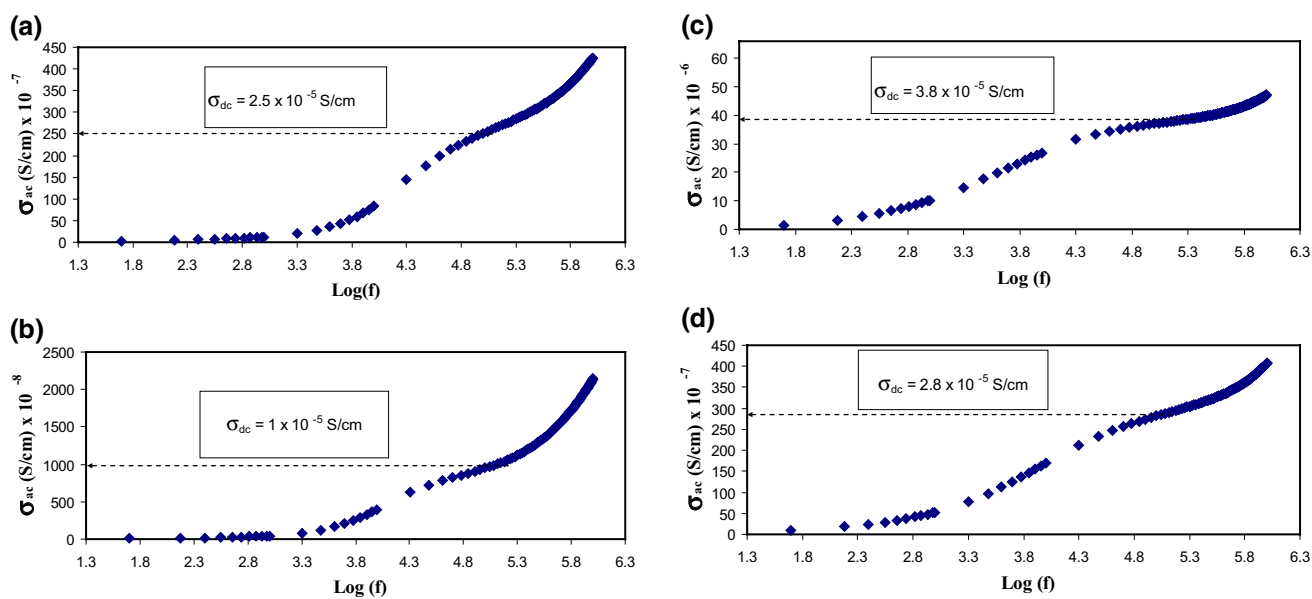 (a)
450
400
350
300
250
200
150
100
50
0
σac (S/cm) x 10 -7
σdc = 2.5 x 10 -5 S/cm
1.3 1.8 2.3 2.8 3.3 3.8 4.3 4.8 5.3 5.8 6.3
Log(f)
(b)
2500
2000
1500
1000
500
0
σac (S/cm) x 10 -8
σdc = 1 x 10 -5 S/cm
1.3 1.8 2.3 2.8 3.3 3.8 4.3 4.8 5.3 5.8 6.3
Log (f)
(c)
60
50
40
30
20
10
0
σac (S/cm) x 10 -6
σdc = 3.8 x 10 -5 S/cm
1.3 1.8 2.3 2.8 3.3 3.8 4.3 4.8 5.3 5.8 6.3
Log (f)
(d)
450
400
350
300
250
200
150
100
50
0
σac (S/cm) x 10 -7
σdc = 2.8 x 10 -5 S/cm
1.3 1.8 2.3 2.8 3.3 3.8 4.3 4.8 5.3 5.8 6.3
Log (f)